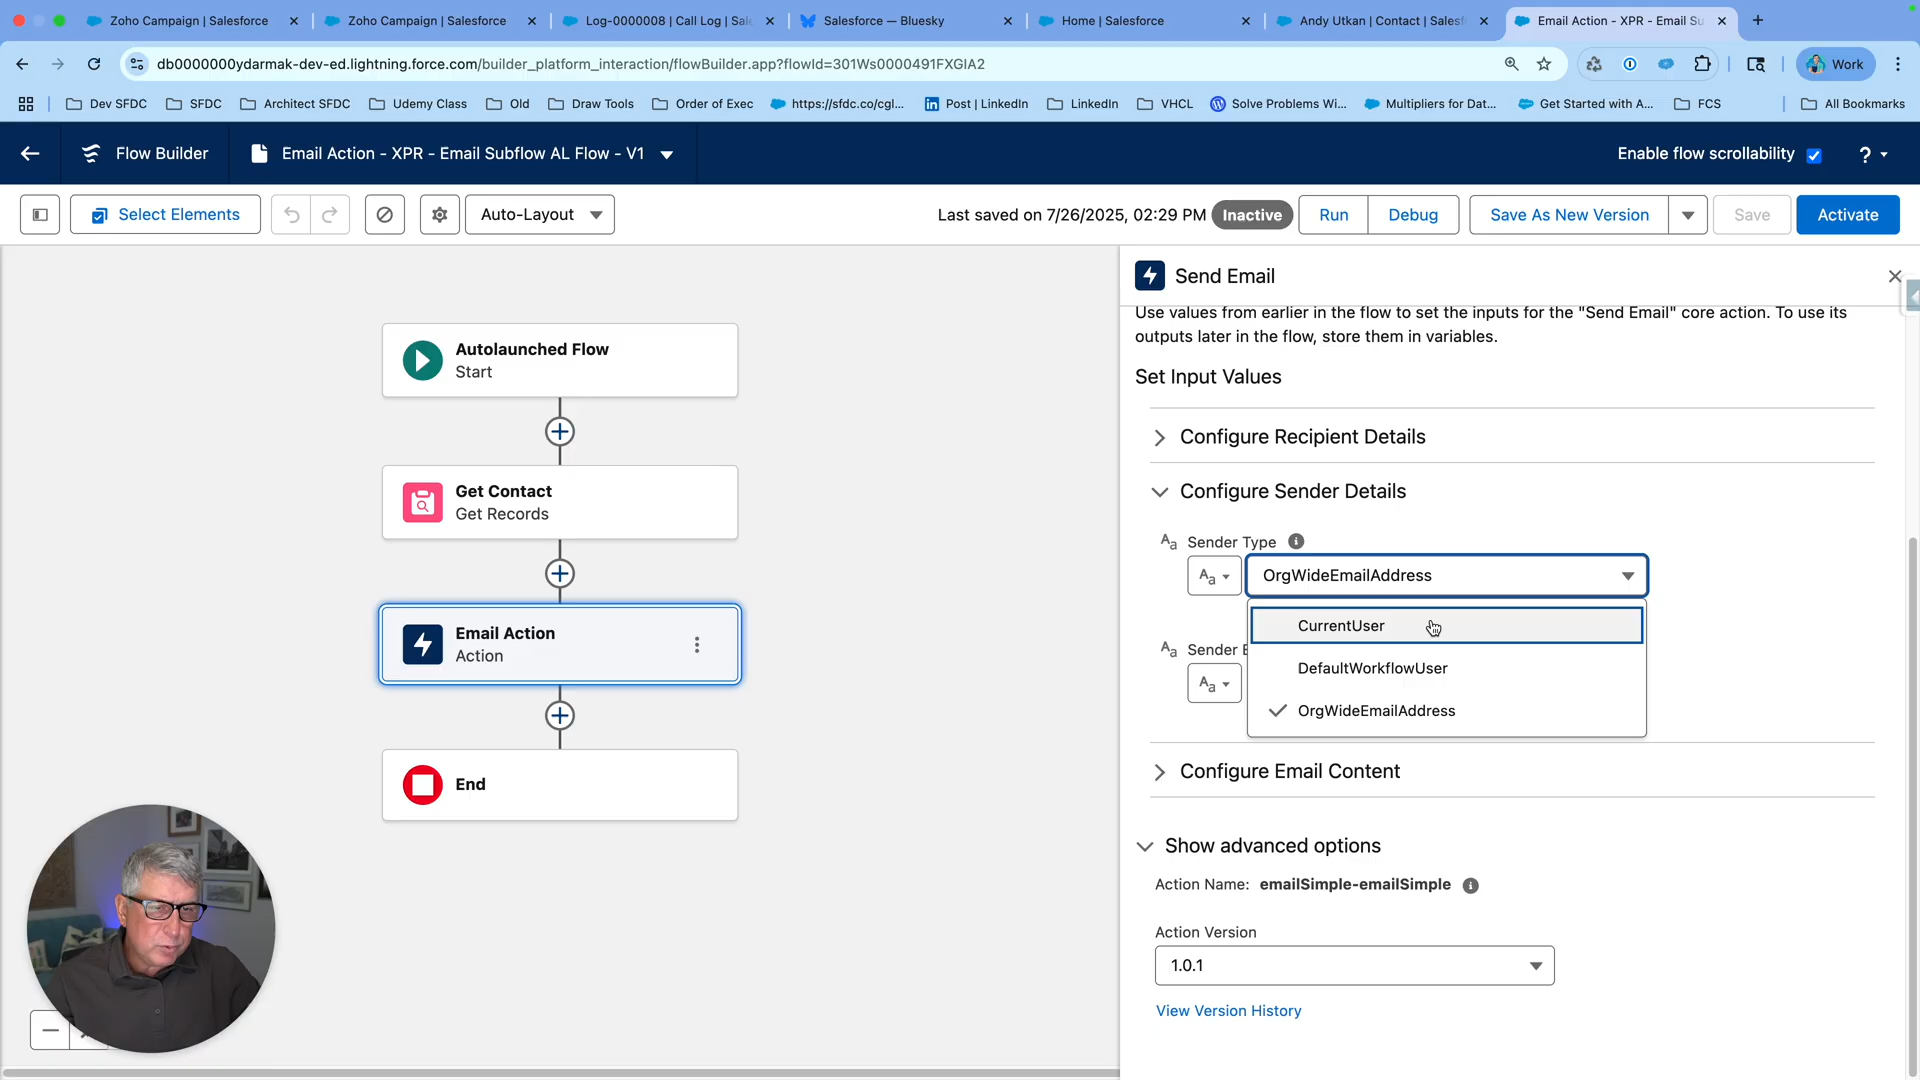 Zoho Campaign | Salesforce
Zoho Campaign | Salesforce
Log-0000008 | Call Log | Sale
Salesforce — Bluesky
Home | Salesforce
Andy Utkan | Contact | Salesf
Email Action - XPR - Email Su
db0000000ydarmak-dev-ed.lightning.force.com/builder_platform_interaction/flowBuilder.app?flowId=301Ws0000491FXGIA2
Work
Dev SFDC
SFDC
Architect SFDC
Udemy Class
Old
Draw Tools
Order of Exec
https://sfdc.co/cgl...
Post | LinkedIn
LinkedIn
VHCL
Solve Problems Wi...
Multipliers for Dat...
Get Started with A...
FCS
All Bookmarks
Flow Builder
Email Action - XPR - Email Subflow AL Flow - V1
Enable flow scrollability
?
Select Elements
Auto-Layout
Last saved on 7/26/2025, 02:29 PM
Inactive
Run
Debug
Save As New Version
Save
Activate
Autolaunched Flow
Start
Get Contact
Get Records
Email Action
Action
End
Send Email
Use values from earlier in the flow to set the inputs for the "Send Email" core action. To use its
outputs later in the flow, store them in variables.
Set Input Values
Configure Recipient Details
Configure Sender Details
Aa Sender Type
Aa
OrgWideEmailAddress
CurrentUser
DefaultWorkflowUser
OrgWideEmailAddress
Aa Sender E
Aa
Configure Email Content
Show advanced options
Action Name: emailSimple-emailSimple
Action Version
1.0.1
View Version History